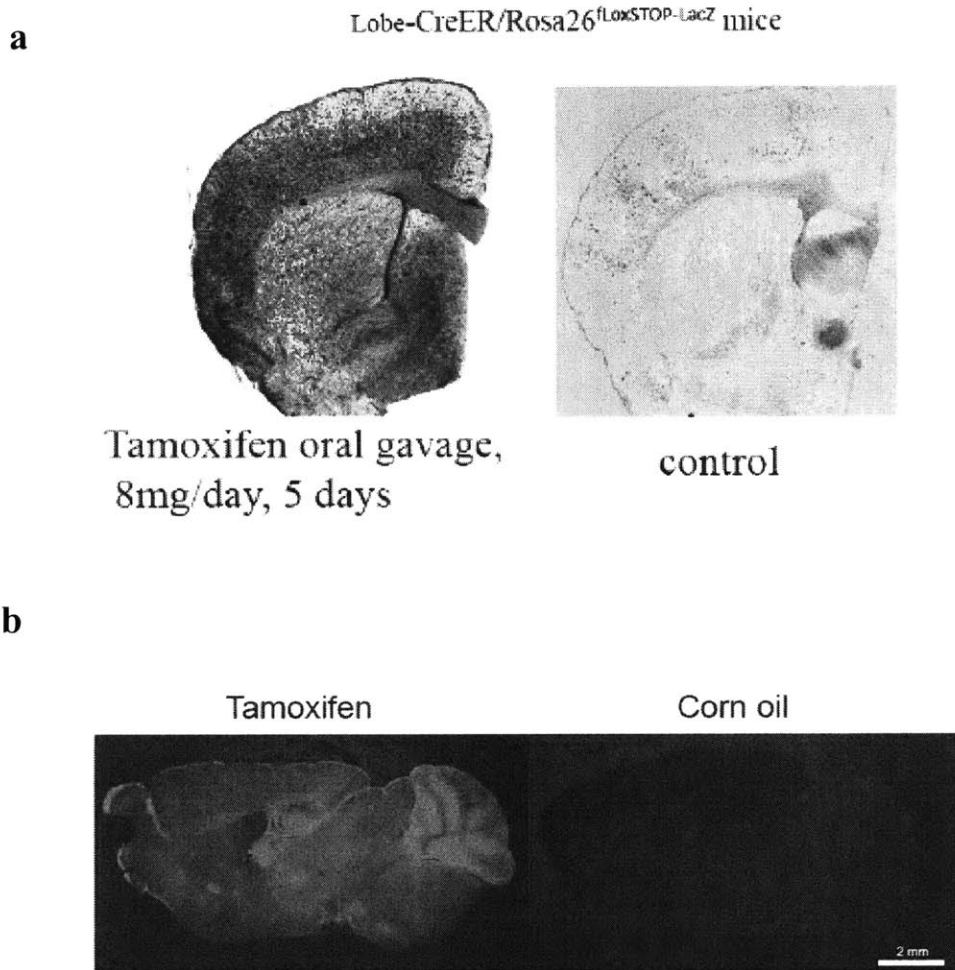 a
Lobe-CreER/Rosa26fLoxSTOP-LacZ mice
Tamoxifen oral gavage,
8mg/day, 5 days
control
b
Tamoxifen
Corn oil
2 mm